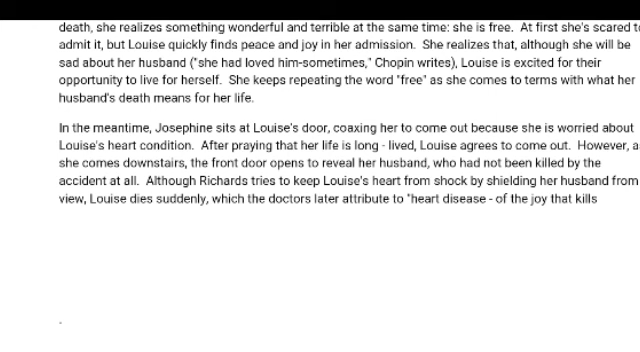 death, she realizes something wonderful and terrible at the same time: she is free. At first she's scared to
admit it, but Louise quickly finds peace and joy in her admission. She realizes that, although she will be
sad about her husband ("she had loved him-sometimes," Chopin writes), Louise is excited for their
opportunity to live for herself. She keeps repeating the word "free" as she comes to terms with what her
husband's death means for her life.
In the meantime, Josephine sits at Louise's door, coaxing her to come out because she is worried about
Louise's heart condition. After praying that her life is long - lived, Louise agrees to come out. However, a
she comes downstairs, the front door opens to reveal her husband, who had not been killed by the
accident at all. Although Richards tries to keep Louise's heart from shock by shielding her husband from
view, Louise dies suddenly, which the doctors later attribute to "heart disease - of the joy that kills
.